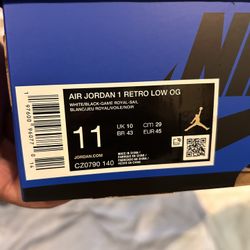 AIR JORDAN 1 RETRO LOW OG
WHITE/BLACK-GAME ROYAL-SAIL
BLANC/JEU ROYAL/VOILE/NOIR
11
UK 10
CM 29
BR 43
EUR 45
JORDAN.COM
CZ0790 140